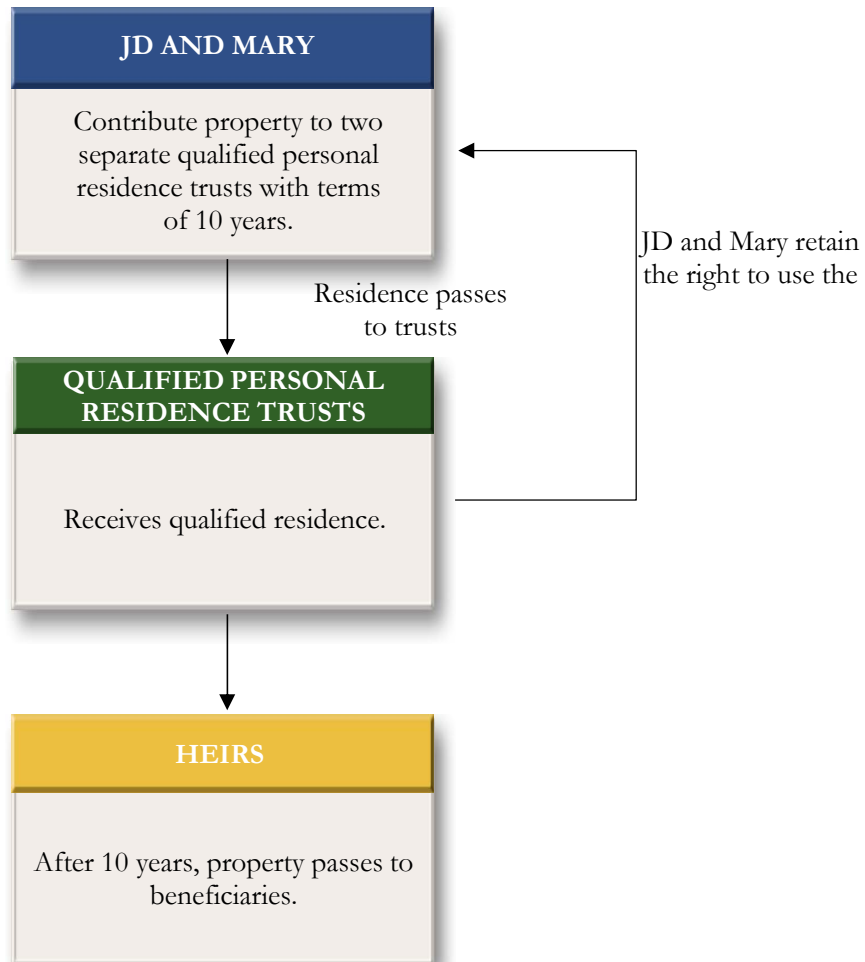 JD AND MARY
Contribute property to two
separate qualified personal
residence trusts with terms
of 10 years.
JD and Mary retain
the right to use the
Residence passes
to trusts
QUALIFIED PERSONAL
RESIDENCE TRUSTS
Receives qualified residence.
HEIRS
After 10 years, property passes to
beneficiaries.